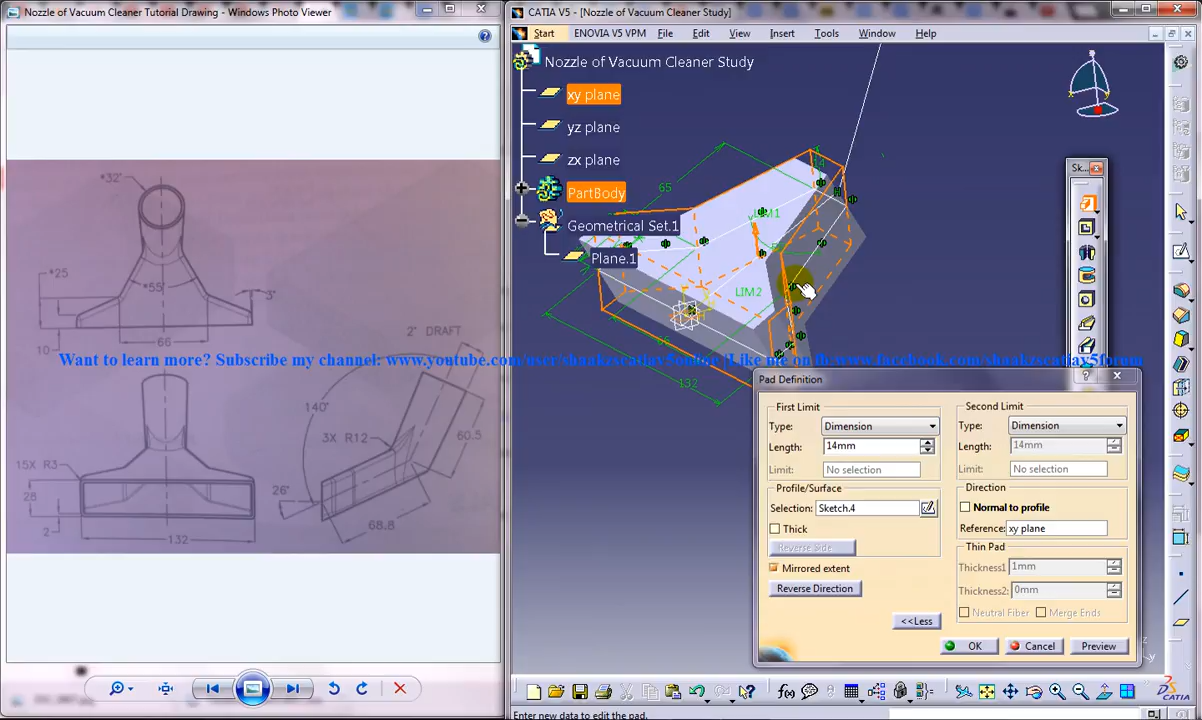 Nozzle of Vacuum Cleaner Tutorial Drawing - Windows Photo Viewer
CATIA V5 - [Nozzle of Vacuum Cleaner Study]
Start ENOVIA V5 VPM File Edit View Insert Tools Window Help
Nozzle of Vacuum Cleaner Study
xy plane
yz plane
zx plane
PartBody
Geometrical Set.1
Plane.1
Sk...
65
14
LIM1
LIM2
132
*32'
*25
*55'
3°
10
66
2° DRAFT
140°
3X R12
60.5
15X R3
28
26°
2
68.8
132
Want to learn more? Subscribe my channel: www.youtube.com/user/shaakzscatiav5online |Like me on fb:www.facebook.com/shaakzscatiav5forum
Pad Definition
First Limit
Type: Dimension
Length: 14mm
Limit: No selection
Profile/Surface
Selection: Sketch.4
Thick
Reverse Side
Mirrored extent
Reverse Direction
Second Limit
Type: Dimension
Length: 14mm
Limit: No selection
Direction
Normal to profile
Reference: xy plane
Thin Pad
Thickness1 1mm
Thickness2: 0mm
Neutral Fiber Merge Ends
<<Less
OK Cancel Preview
CATIA
Enter new data to edit the pad.